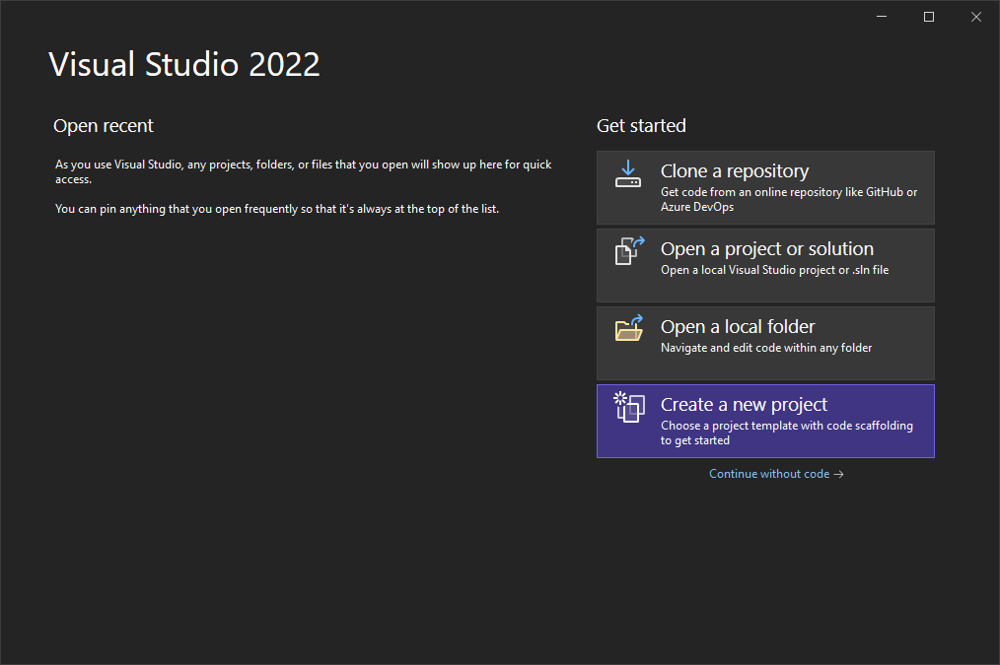 Visual Studio 2022
Open recent
As you use Visual Studio, any projects, folders, or files that you open will show up here for quick
access.
You can pin anything that you open frequently so that it's always at the top of the list.
Get started
Clone a repository
Get code from an online repository like GitHub or
Azure DevOps
Open a project or solution
Open a local Visual Studio project or .sln file
Open a local folder
Navigate and edit code within any folder
Create a new project
Choose a project template with code scaffolding
to get started
Continue without code →